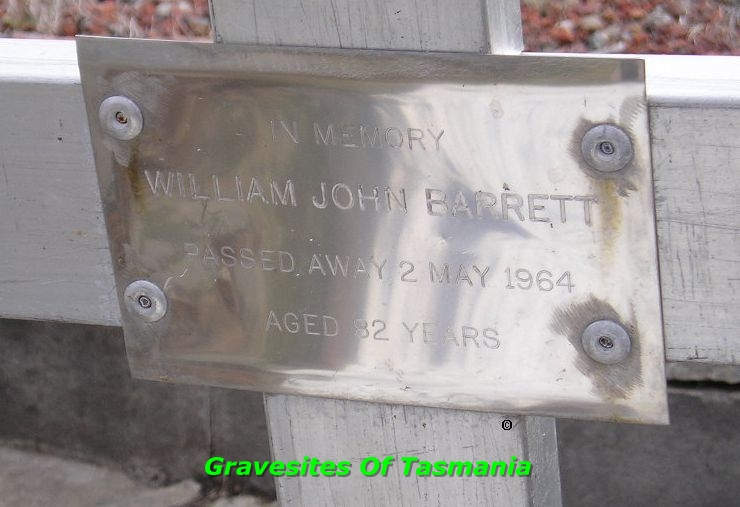 IN MEMORY
WILLIAM JOHN BARRETT
PASSED AWAY 2 MAY 1964
AGED 82 YEARS
©
Gravesites Of Tasmania